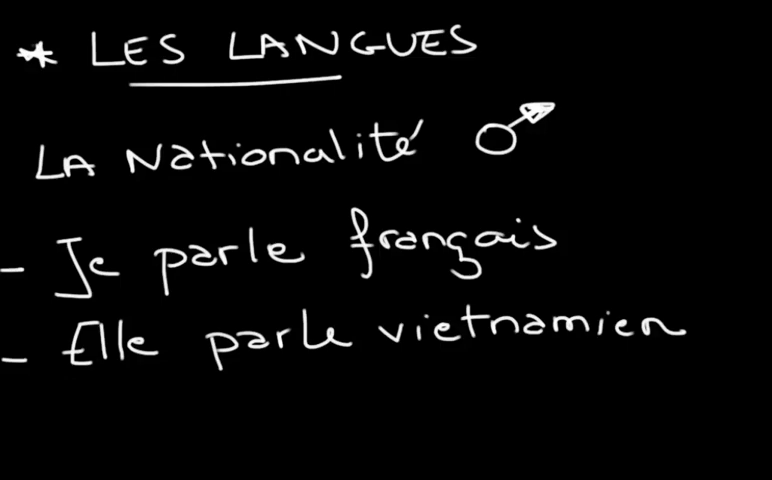 * LES LANGUES
LA Nationalité ♂
- Je parle français
- Elle parle vietnamien